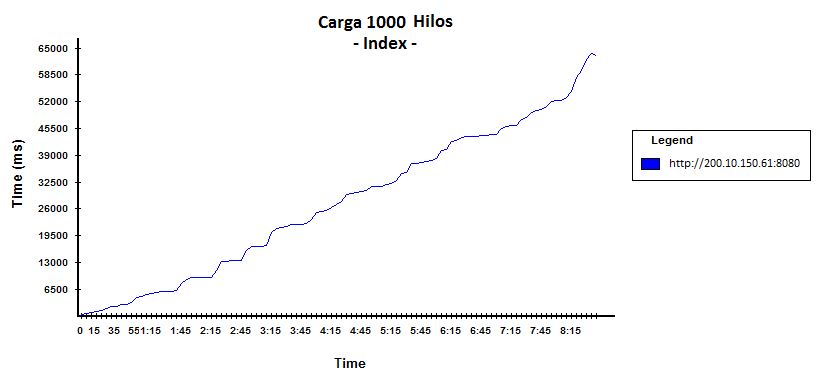 Carga 1000 Hilos
- Index -
65000
58500
52000
45500
39000
32500
26000
19500
13000
6500
Time (ms)
0 15 35 55 1:15 1:45 2:15 2:45 3:15 3:45 4:15 4:45 5:15 5:45 6:15 6:45 7:15 7:45 8:15
Time
Legend
http://200.10.150.61:8080